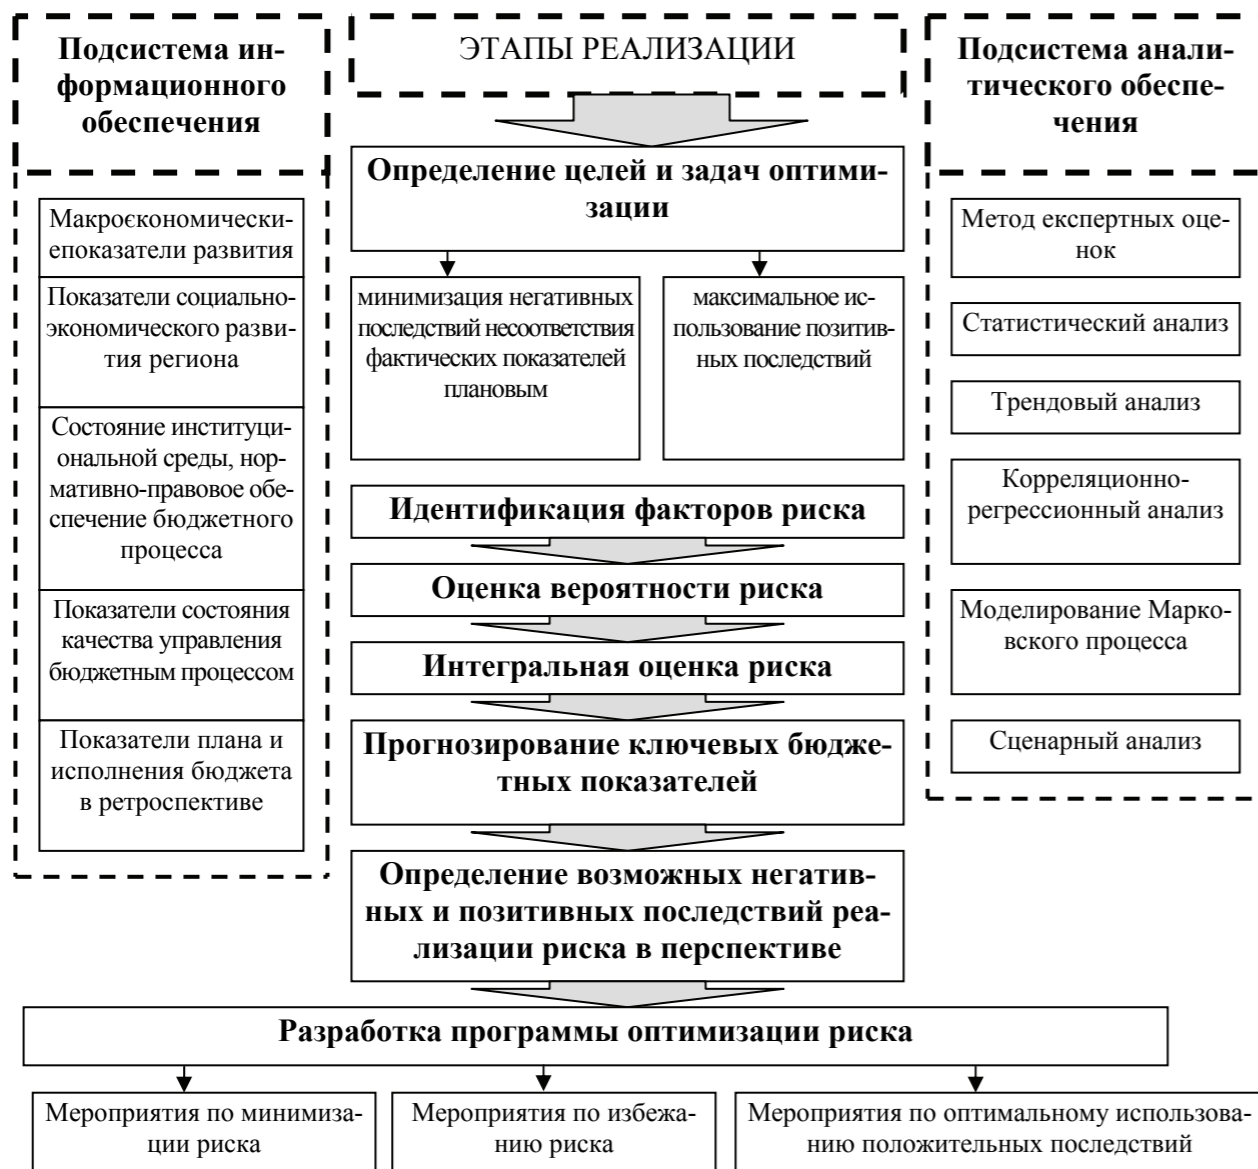 Подсистема ин-
формационного
обеспечения
Макроєкономически-
епоказатели развития
Показатели социально-
экономического разви-
тия региона
Состояние институци-
ональной среды, нор-
мативно-правовое обе-
спечение бюджетного
процесса
Показатели состояния
качества управления
бюджетным процессом
Показатели плана и
исполнения бюджета
в ретроспективе
ЭТАПЫ РЕАЛИЗАЦИИ
Определение целей и задач оптими-
зации
минимизация негативных
последствий несоответствия
фактических показателей
плановым
максимальное ис-
пользование позитив-
ных последствий
Идентификация факторов риска
Оценка вероятности риска
Интегральная оценка риска
Прогнозирование ключевых бюдже-
тных показателей
Определение возможных негатив-
ных и позитивных последствий реа-
лизации риска в перспективе
Подсистема анали-
тического обеспе-
чения
Метод експертных оце-
нок
Статистический анализ
Трендовый анализ
Корреляционно-
регрессионный анализ
Моделирование Марко-
вского процесса
Сценарный анализ
Разработка программы оптимизации риска
Мероприятия по минимиза-
ции риска
Мероприятия по избежа-
нию риска
Мероприятия по оптимальному использова-
нию положительных последствий